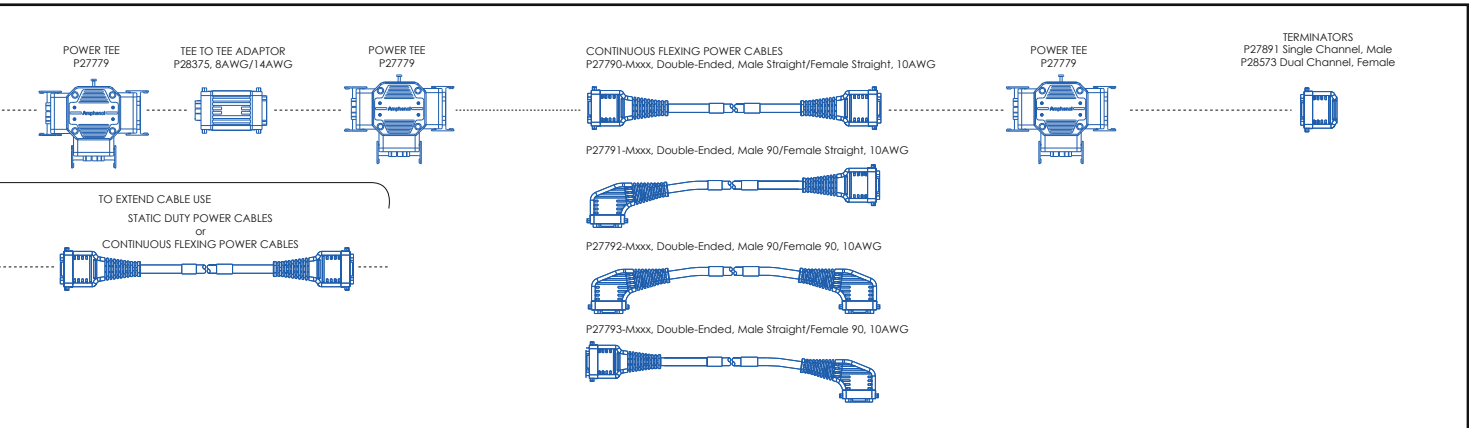 POWER TEE
P27779
TEE TO TEE ADAPTOR
P28375, 8AWG/14AWG
POWER TEE
P27779
CONTINUOUS FLEXING POWER CABLES
P27790-Mxxx, Double-Ended, Male Straight/Female Straight, 10AWG
POWER TEE
P27779
TERMINATORS
P27891 Single Channel, Male
P28573 Dual Channel, Female
Amphenol
Amphenol
Amphenol
P27791-Mxxx, Double-Ended, Male 90/Female Straight, 10AWG
TO EXTEND CABLE USE
STATIC DUTY POWER CABLES
or
CONTINUOUS FLEXING POWER CABLES
P27792-Mxxx, Double-Ended, Male 90/Female 90, 10AWG
P27793-Mxxx, Double-Ended, Male Straight/Female 90, 10AWG